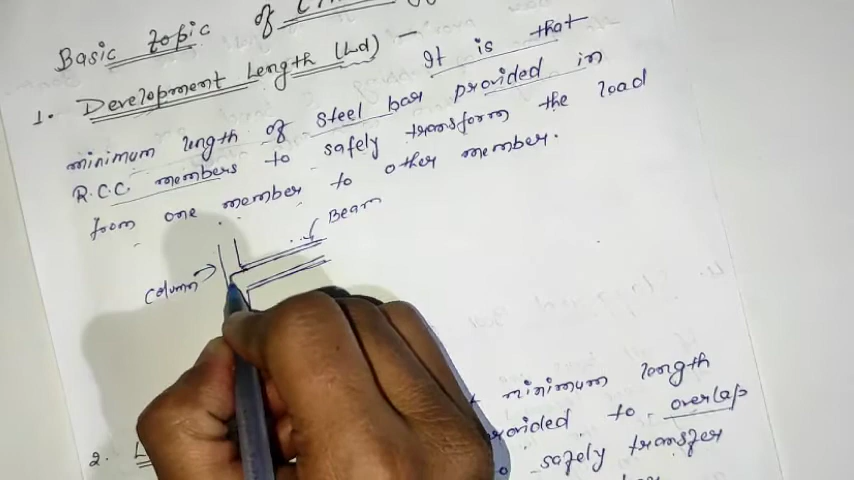 Basic topic of
1. Development Length (Ld) - It is that
minimum length of steel bar provided in
R.C.C. members to safely transform the load
from one member to other member.
Beam
Column
minimum length
provided to overlap
2. L
safely transfer